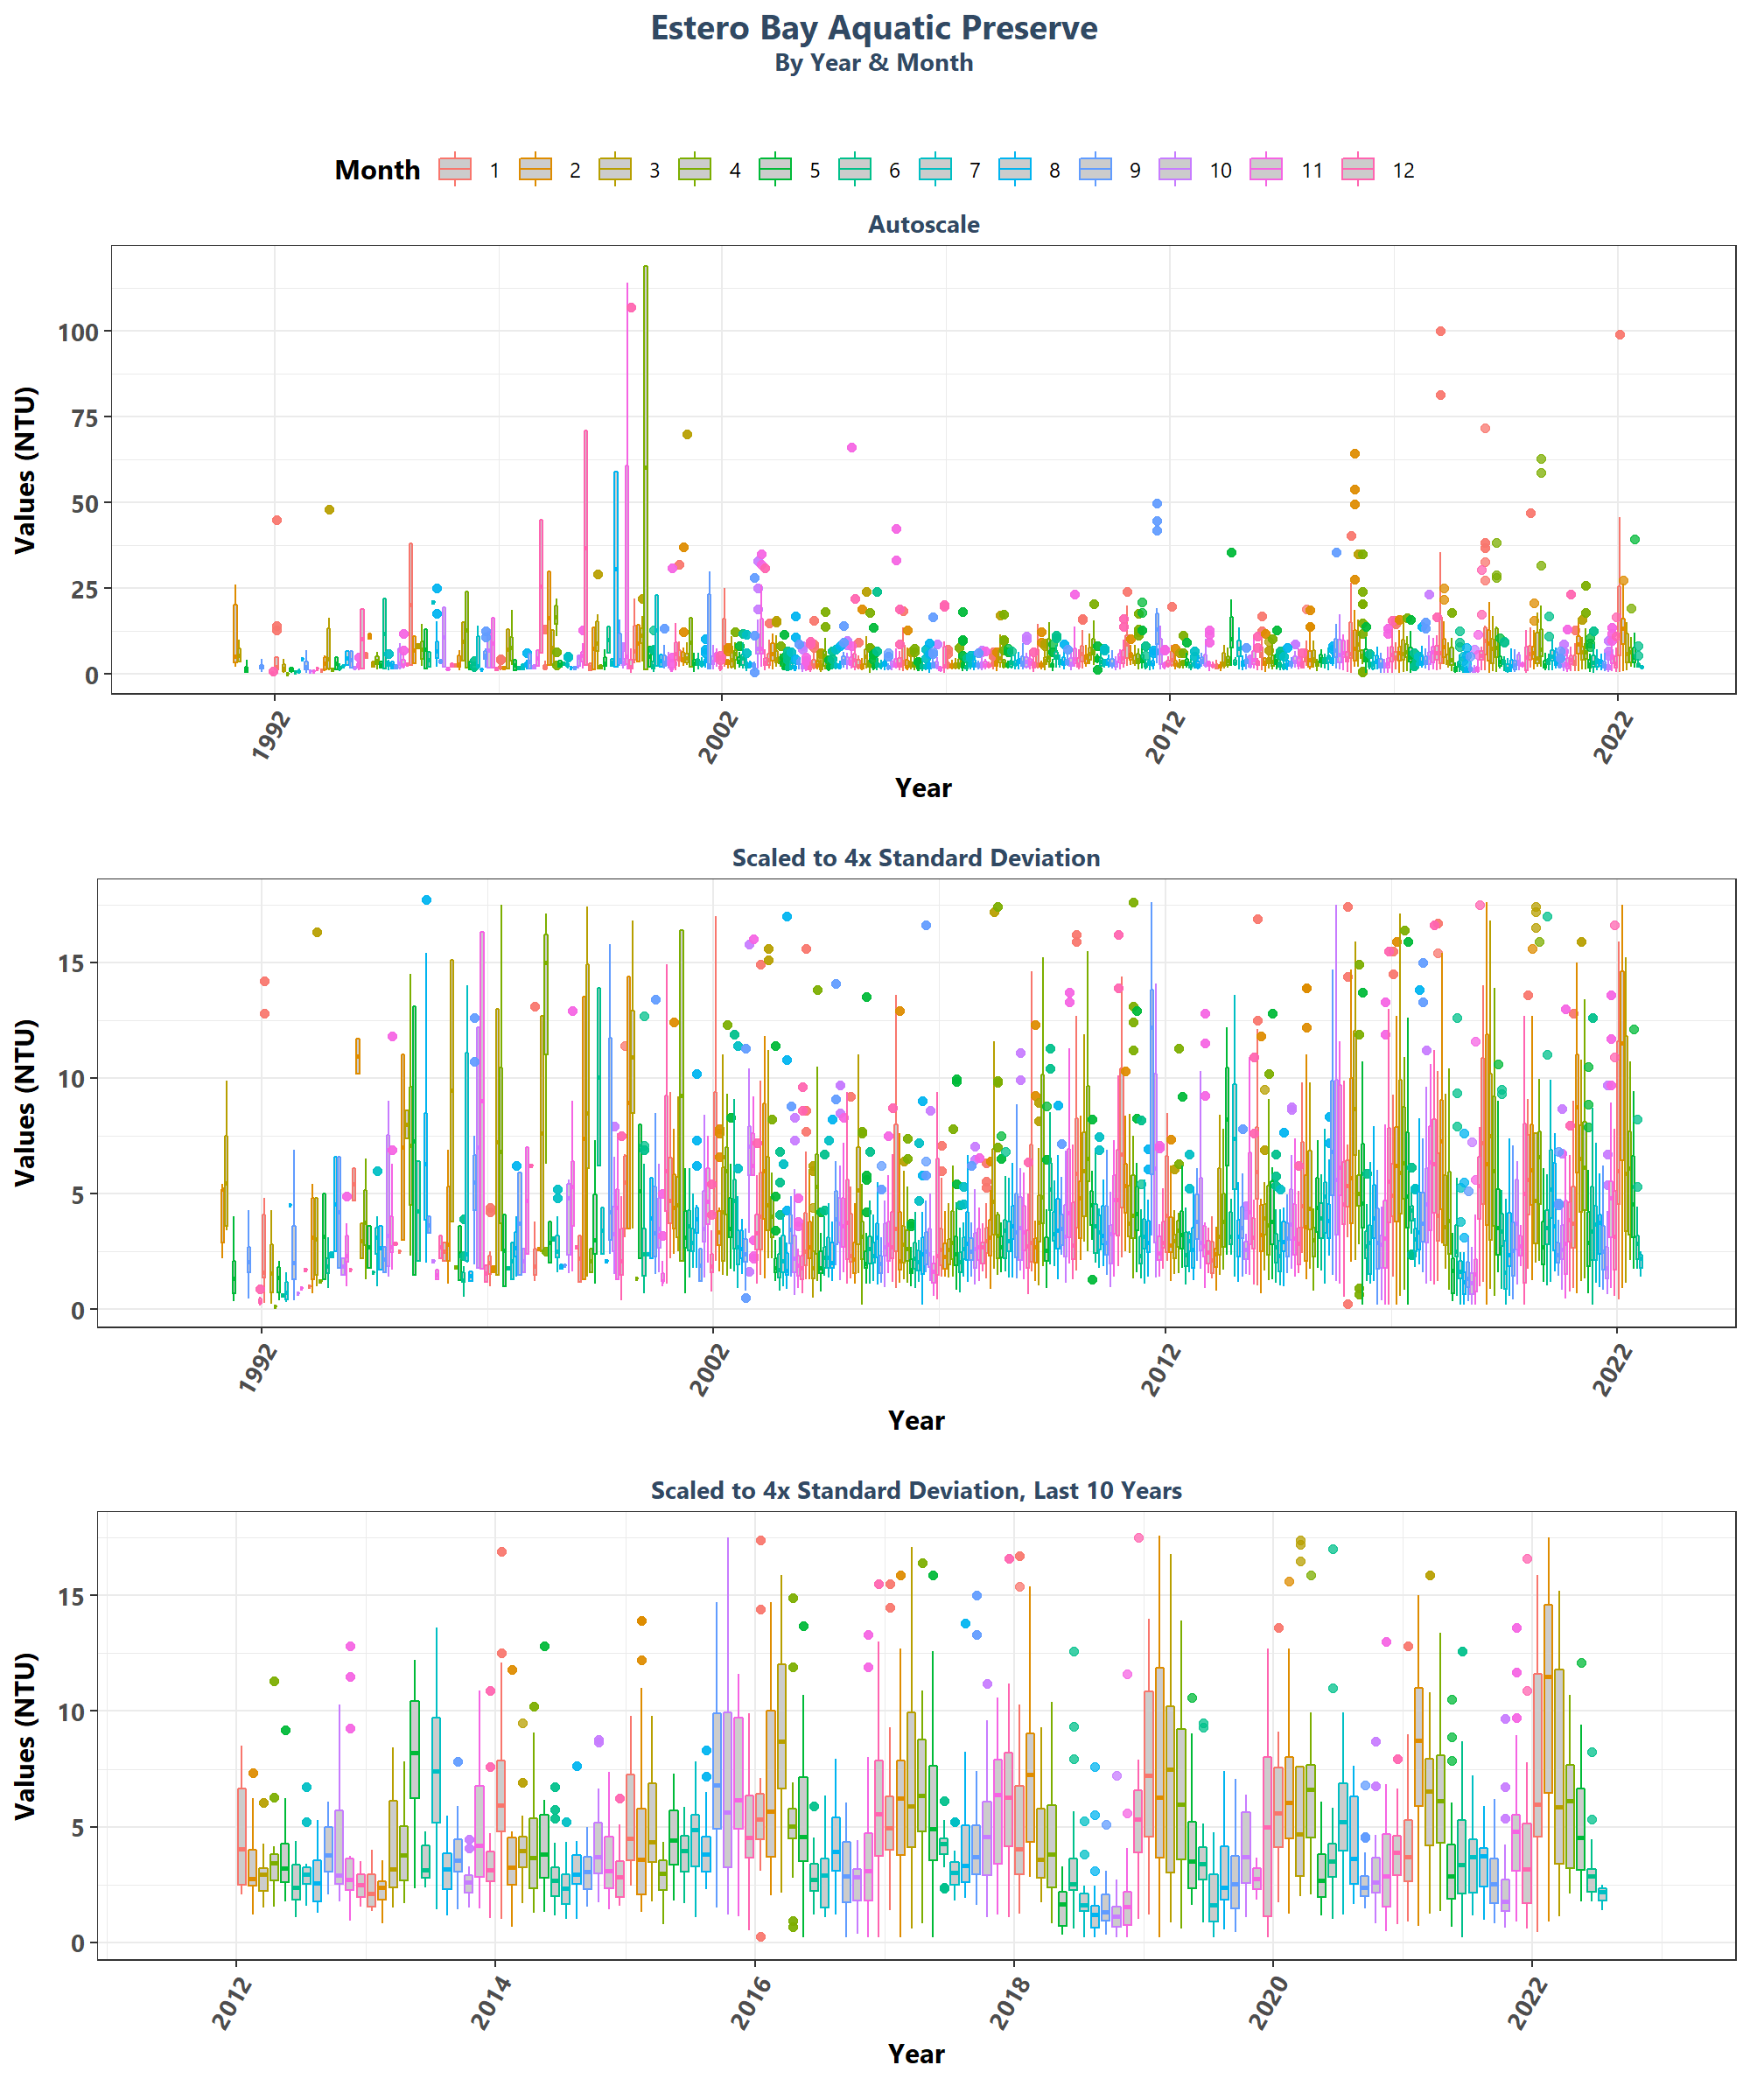 Estero Bay Aquatic Preserve
By Year & Month
Month 1 2 3 4 5 6 7 8 9 10 11 12
Autoscale
Values (NTU)
100
75
50
25
0
1992 2002 2012 2022
Year
Scaled to 4x Standard Deviation
Values (NTU)
15
10
5
0
1992 2002 2012 2022
Year
Scaled to 4x Standard Deviation, Last 10 Years
Values (NTU)
15
10
5
0
2012 2014 2016 2018 2020 2022
Year